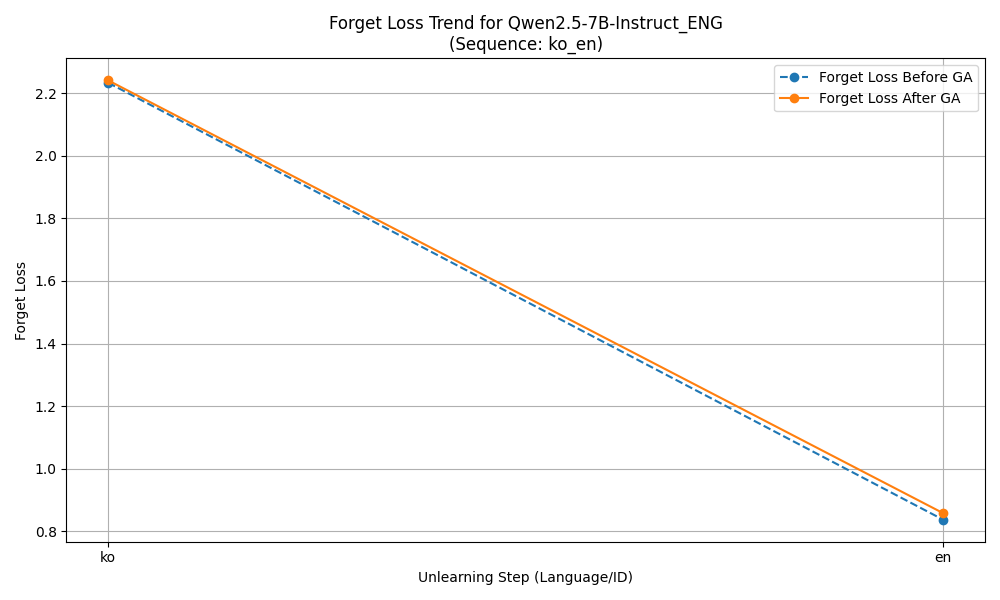 Forget Loss Trend for Qwen2.5-7B-Instruct_ENG
(Sequence: ko_en)
Forget Loss Before GA
Forget Loss After GA
Forget Loss
2.2
2.0
1.8
1.6
1.4
1.2
1.0
0.8
ko
en
Unlearning Step (Language/ID)